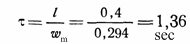 τ = l / w_m = 0,4 / 0,294 = 1,36
sec